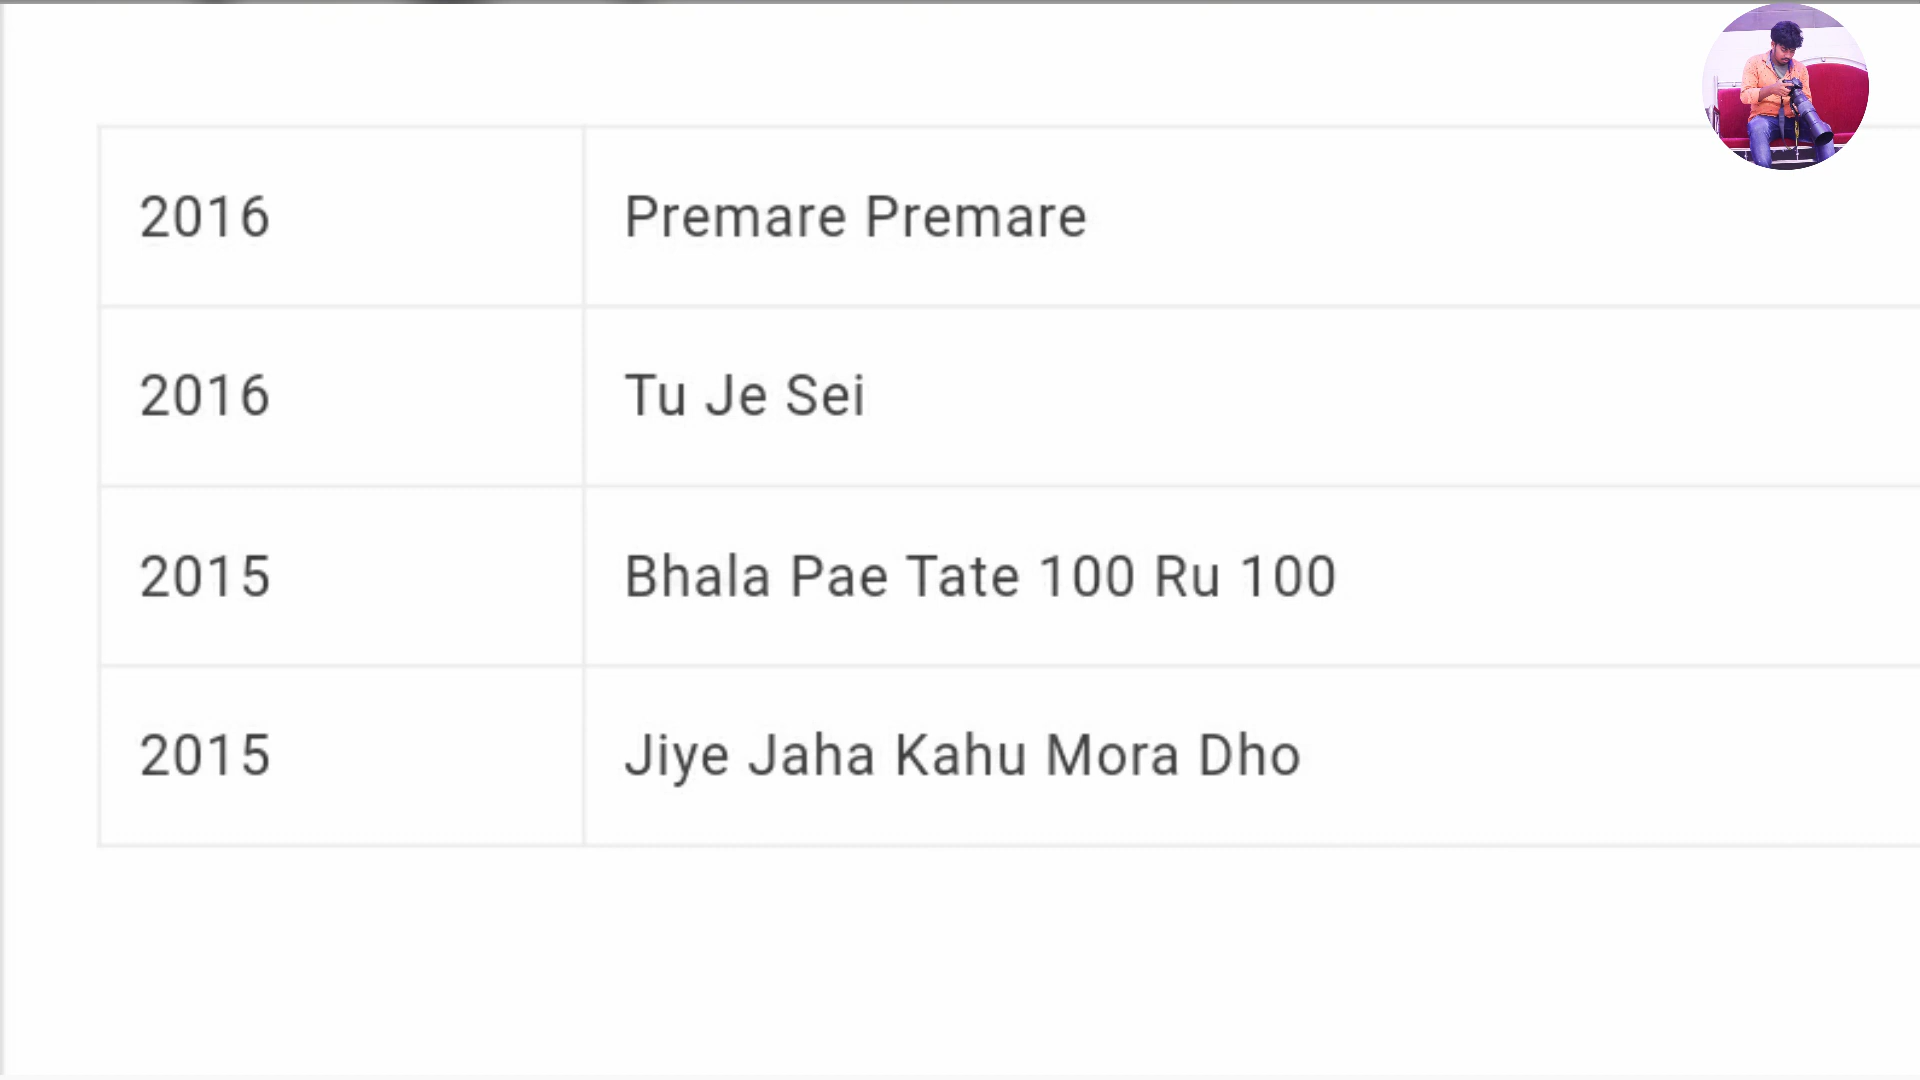 2016 Premare Premare
2016 Tu Je Sei
2015 Bhala Pae Tate 100 Ru 100
2015 Jiye Jaha Kahu Mora Dho